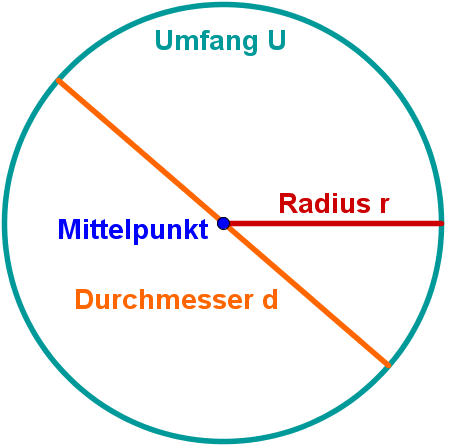 Umfang U
Radius r
Mittelpunkt
Durchmesser d